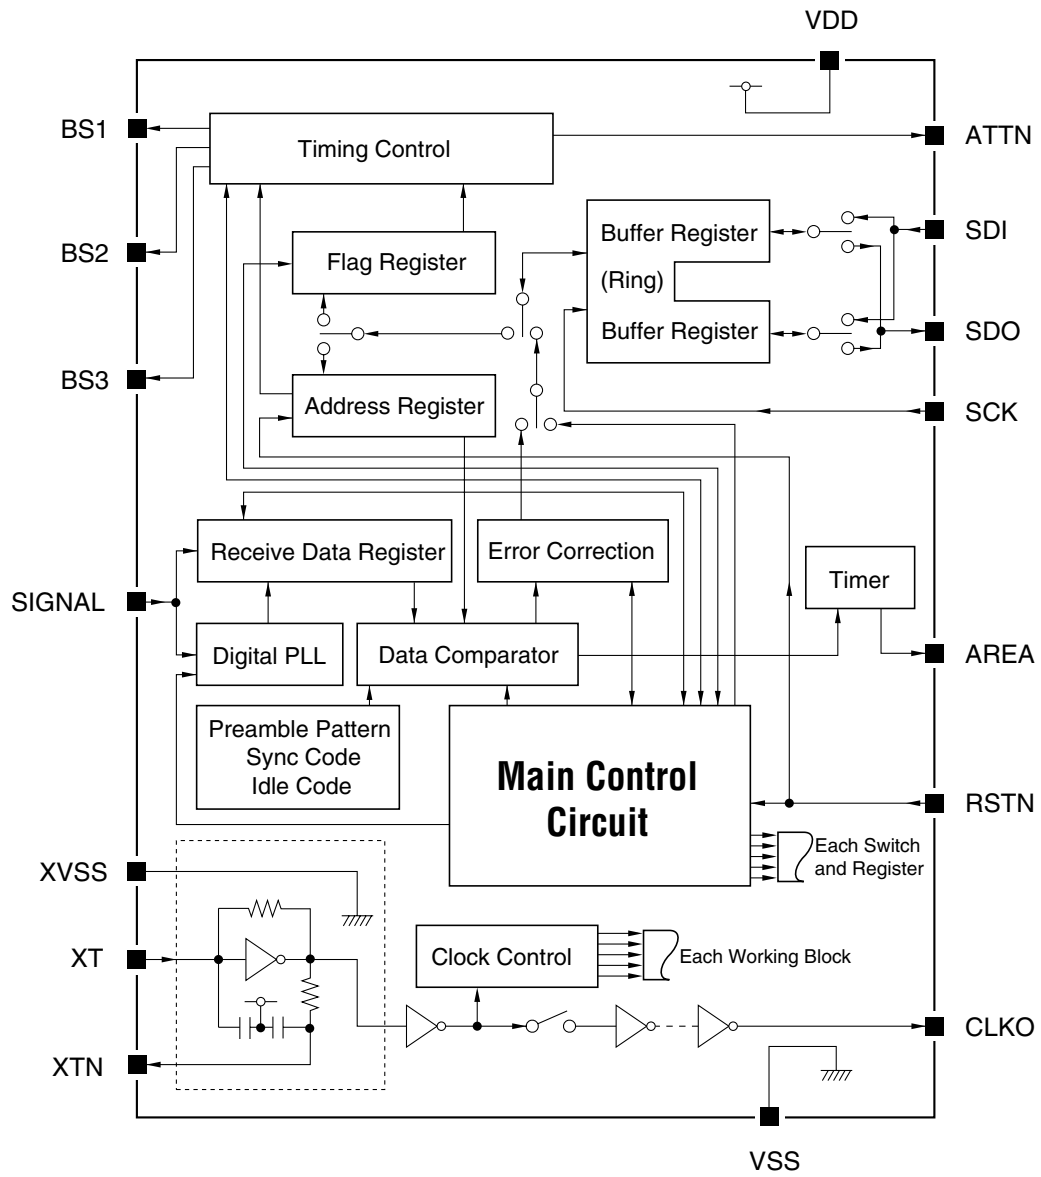 VDD
BS1
Timing Control
ATTN
BS2
Flag Register
Buffer Register
(Ring)
Buffer Register
SDI
SDO
BS3
Address Register
SCK
Receive Data Register
Error Correction
Timer
SIGNAL
Digital PLL
Data Comparator
AREA
Preamble Pattern
Sync Code
Idle Code
Main Control
Circuit
RSTN
Each Switch
and Register
XVSS
XT
Clock Control
Each Working Block
CLKO
XTN
VSS